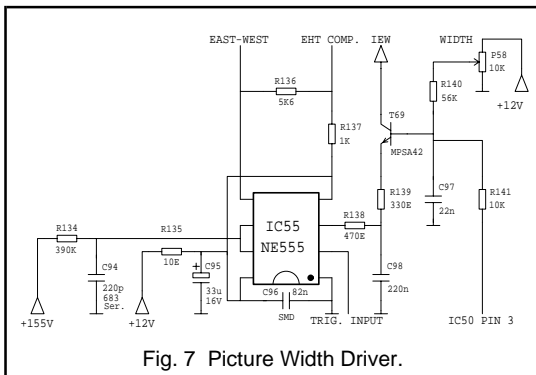 EAST-WEST EHT COMP. IEW WIDTH
P58
10K
R136
5K6
R140
56K
+12V
T69
R137
1K
MPSA42
R139
330E
C97
22n
R141
10K
R134
390K
R135
10E
IC55
NE555
R138
470E
C94
220p
683
Ser.
C95
+
33u
16V
C96
82n
SMD
C98
220n
+155V
+12V
TRIG. INPUT
IC50 PIN 3
Fig. 7 Picture Width Driver.